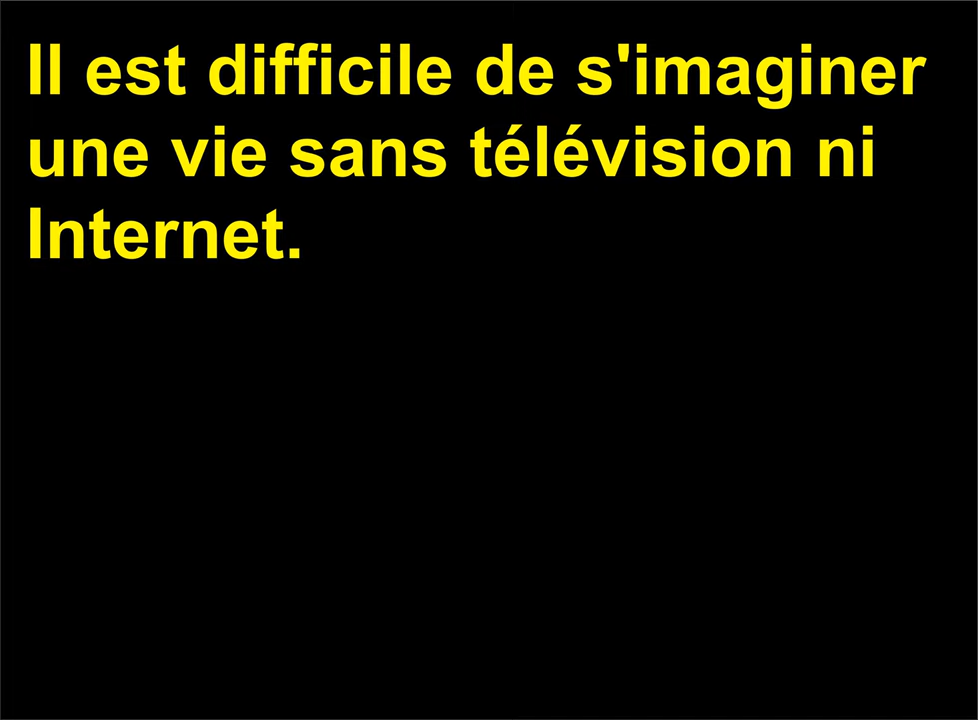 Il est difficile de s'imaginer
une vie sans télévision ni
Internet.